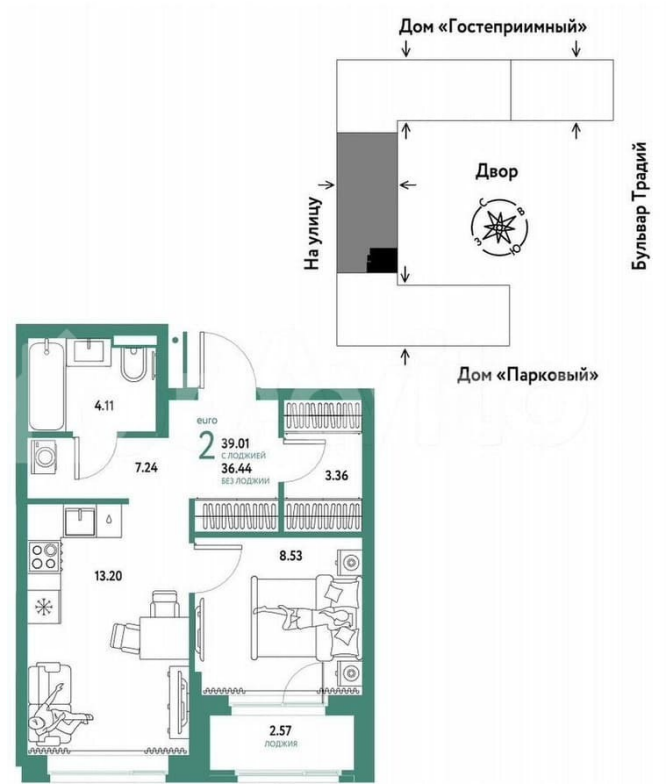 Дом «Гостеприимный»
На улицу
Двор
Бульвар Традий
С
В
З
Ю
Дом «Парковый»
4.11
euro
2
39.01
С ЛОДЖИЕЙ
36.44
БЕЗ ЛОДЖИИ
7.24
3.36
13.20
8.53
2.57
ЛОДЖИЯ